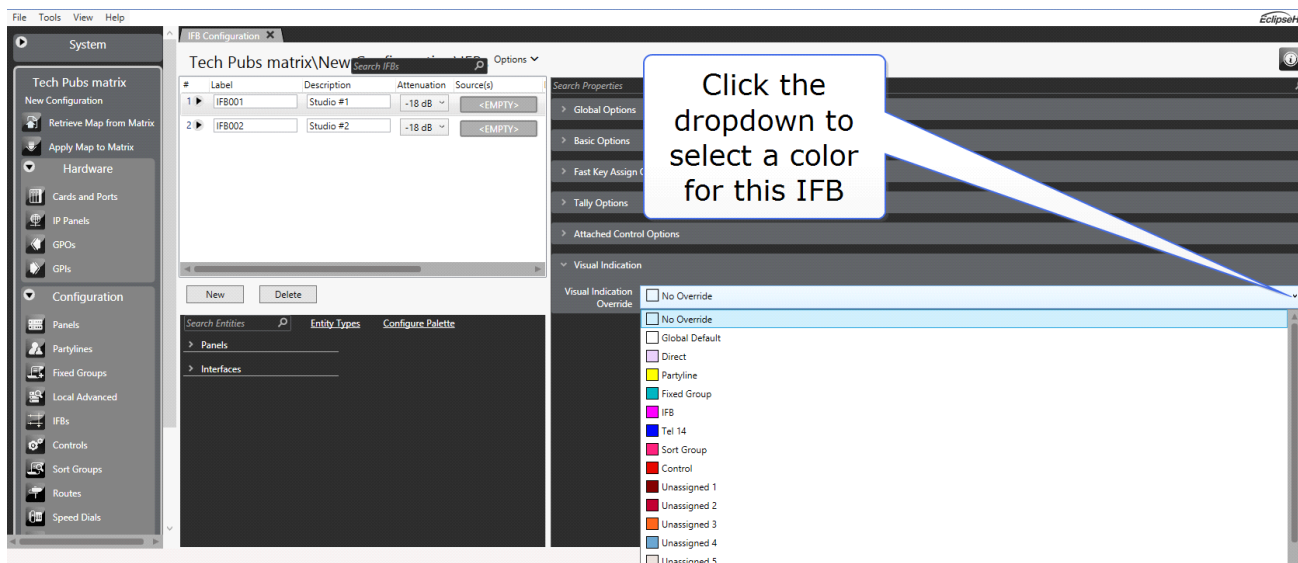 File Tools View Help
EclipseH
System
Tech Pubs matrix
New Configuration
Retrieve Map from Matrix
Apply Map to Matrix
Hardware
Cards and Ports
IP Panels
GPOs
GPIs
Configuration
Panels
Partylines
Fixed Groups
Local Advanced
IFBs
Controls
Sort Groups
Routes
Speed Dials
IFB Configuration
Tech Pubs matrix\New
Search IFBs
Options
# Label Description Attenuation Source(s)
1 IFB001 Studio #1 -18 dB <EMPTY>
2 IFB002 Studio #2 -18 dB <EMPTY>
New Delete
Search Entities Entity Types Configure Palette
Panels
Interfaces
Search Properties
Global Options
Basic Options
Fast Key Assign
Tally Options
Attached Control Options
Visual Indication
Visual Indication
Override
No Override
No Override
Global Default
Direct
Partyline
Fixed Group
IFB
Tel 14
Sort Group
Control
Unassigned 1
Unassigned 2
Unassigned 3
Unassigned 4
Unassigned 5
Click the
dropdown to
select a color
for this IFB